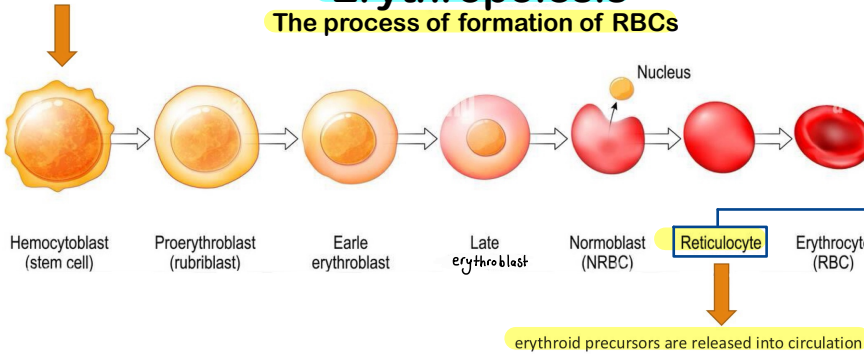 The process of formation of RBCs
Nucleus
Hemocytoblast
(stem cell)
Proerythroblast
(rubriblast)
Earle
erythroblast
Late
erythroblast
Normoblast
(NRBC)
Reticulocyte
(RBC)
erythroid precursors are released into circulation